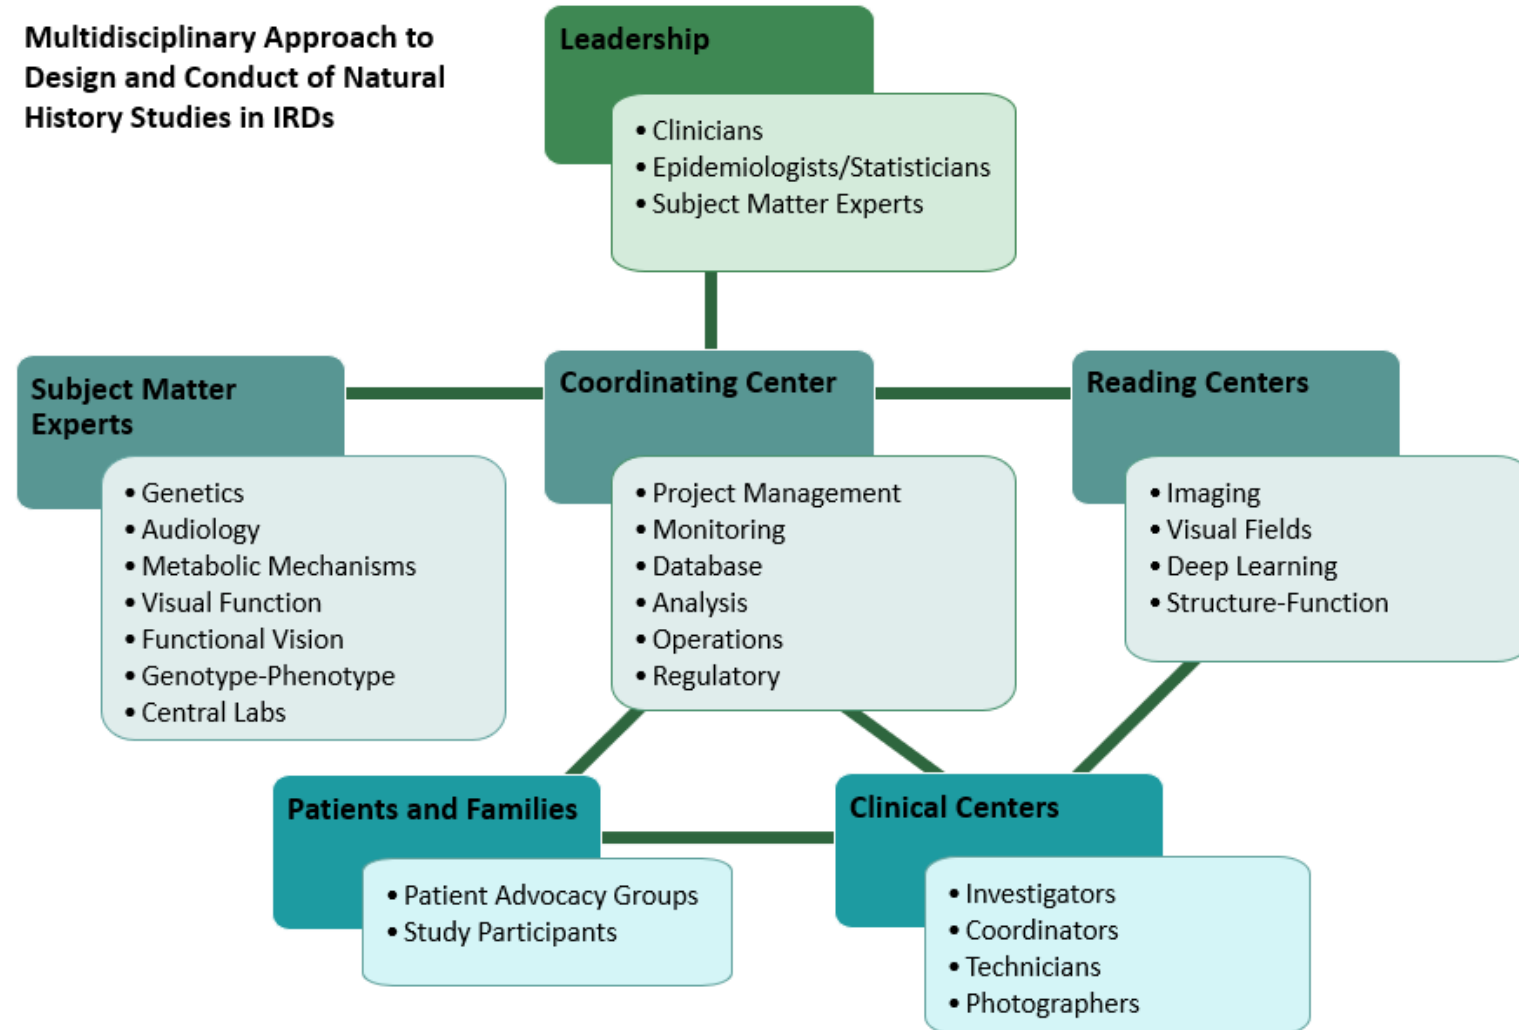 Multidisciplinary Approach to
Design and Conduct of Natural
History Studies in IRDs
Leadership
• Clinicians
• Epidemiologists/Statisticians
• Subject Matter Experts
Subject Matter
Experts
• Genetics
• Audiology
• Metabolic Mechanisms
• Visual Function
• Functional Vision
• Genotype-Phenotype
• Central Labs
Coordinating Center
• Project Management
• Monitoring
• Database
• Analysis
• Operations
• Regulatory
Reading Centers
• Imaging
• Visual Fields
• Deep Learning
• Structure-Function
Patients and Families
• Patient Advocacy Groups
• Study Participants
Clinical Centers
• Investigators
• Coordinators
• Technicians
• Photographers